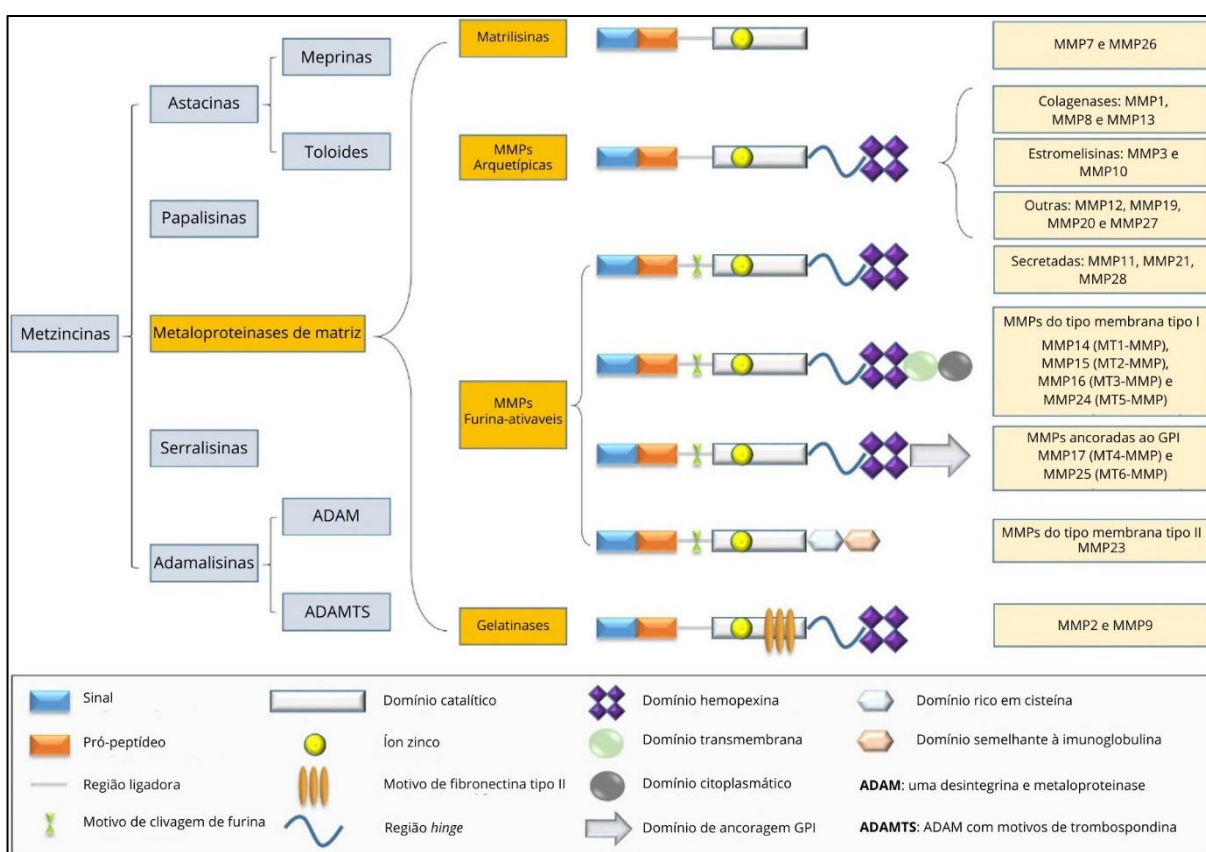 Metzincinas
Astacinas
Meprinas
Toloides
Papalisinas
Metaloproteinases de matriz
Serralisinas
Adamalisinas
ADAM
ADAMTS
Matrilisinas
MMP7 e MMP26
MMPs
Arquetípicas
Colagenases: MMP1,
MMP8 e MMP13
Estromelisinas: MMP3 e
MMP10
Outras: MMP12, MMP19,
MMP20 e MMP27
MMPs
Furina-ativaveis
Secretadas: MMP11, MMP21,
MMP28
MMPs do tipo membrana tipo I
MMP14 (MT1-MMP),
MMP15 (MT2-MMP),
MMP16 (MT3-MMP) e
MMP24 (MT5-MMP)
MMPs ancoradas ao GPI
MMP17 (MT4-MMP) e
MMP25 (MT6-MMP)
MMPs do tipo membrana tipo II
MMP23
Gelatinases
MMP2 e MMP9
Sinal
Pró-peptídeo
Região ligadora
Motivo de clivagem de furina
Domínio catalítico
Íon zinco
Motivo de fibronectina tipo II
Região hinge
Domínio hemopexina
Domínio transmembrana
Domínio citoplasmático
Domínio de ancoragem GPI
Domínio rico em cisteína
Domínio semelhante à imunoglobulina
ADAM: uma desintegrina e metaloproteinase
ADAMTS: ADAM com motivos de trombospondina